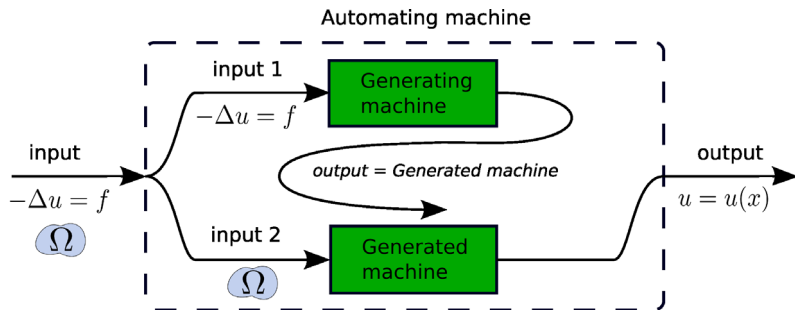 Automating machine
input 1
Generating
machine
−Δu = f
input
output = Generated machine
output
−Δu = f
u = u(x)
Ω
input 2
Generated
machine
Ω